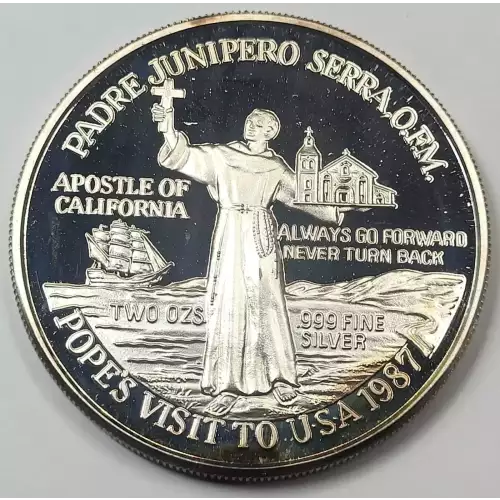 PADRE JUNIPERO SERRA, O.F.M.
APOSTLE OF
CALIFORNIA
ALWAYS GO FORWARD
NEVER TURN BACK
TWO OZS
.999 FINE
SILVER
POPE'S VISIT TO U.S.A 1987